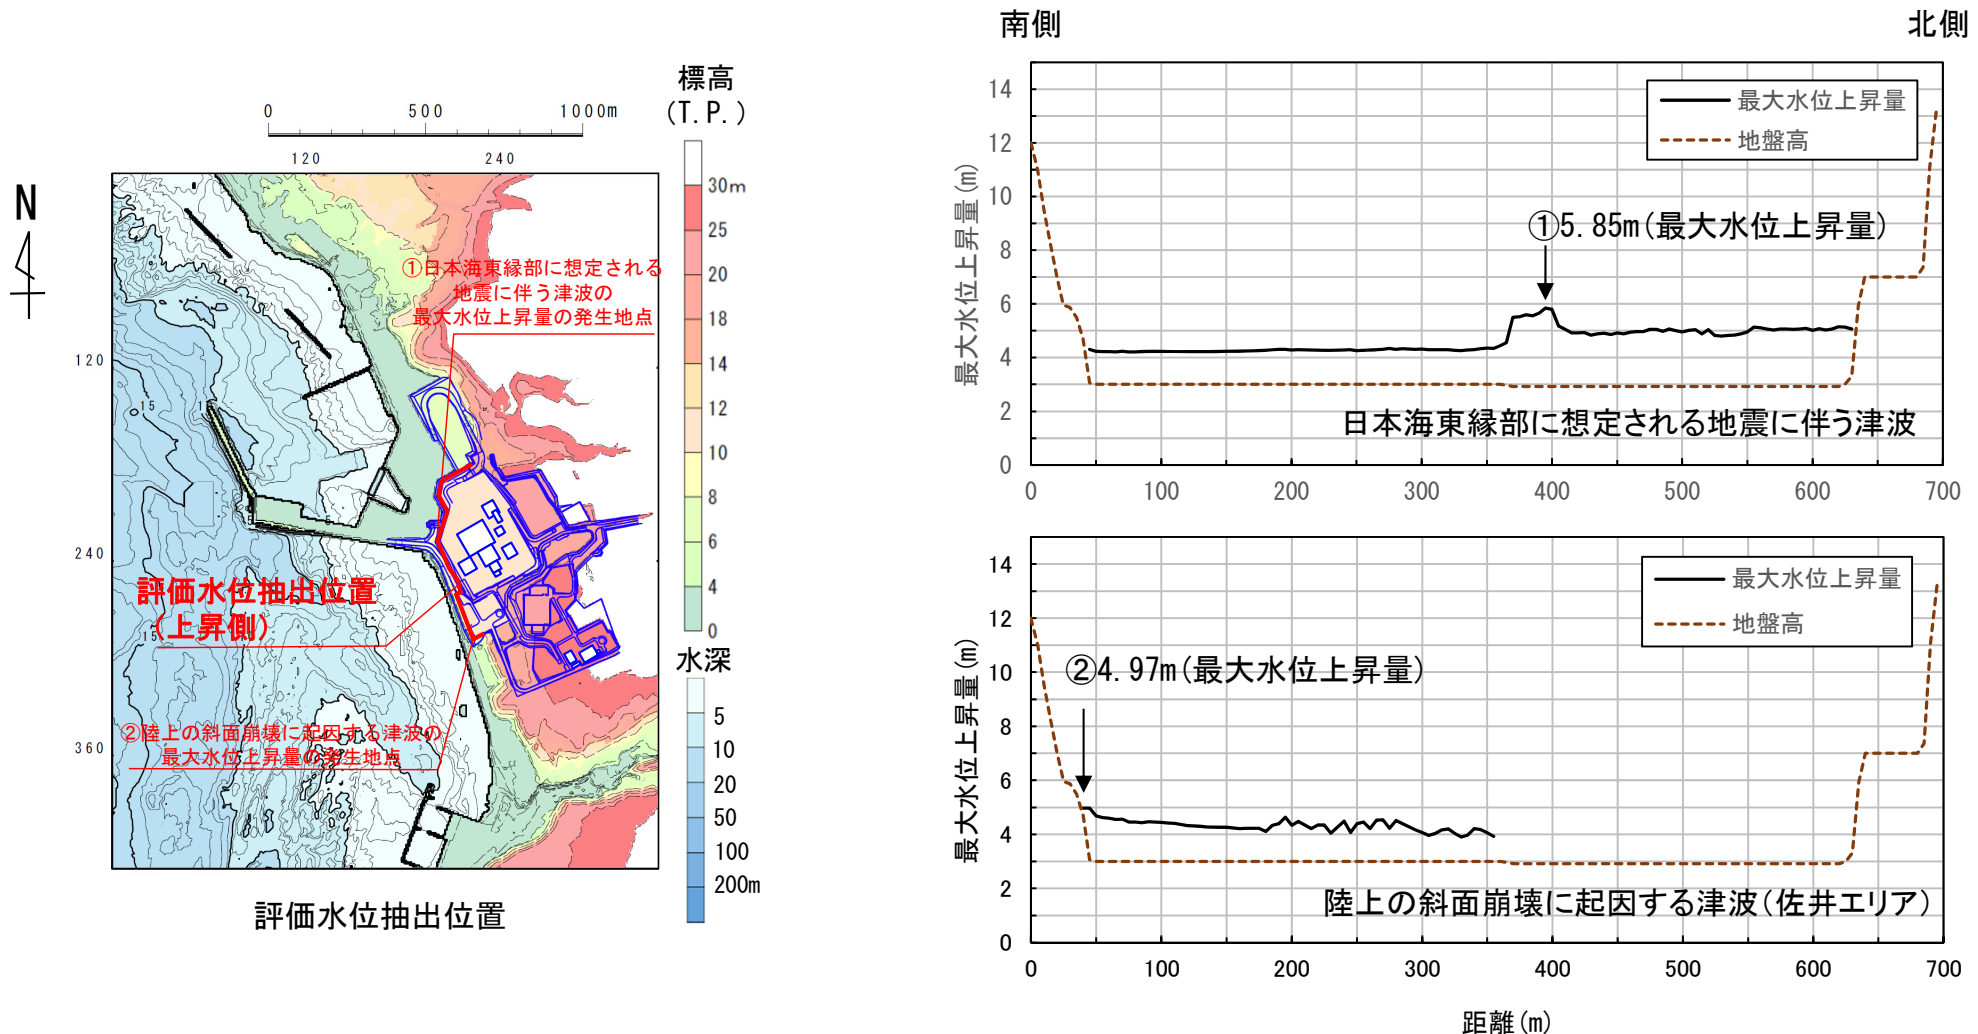 0 500 1000m
120 240
N
120
240
360
標高
(T.P.)
30m
25
20
18
14
12
10
8
6
4
0
水深
5
10
20
50
100
200m
①日本海東縁部に想定される
地震に伴う津波の
最大水位上昇量の発生地点
15
15
評価水位抽出位置
(上昇側)
②陸上の斜面崩壊に起因する津波の
最大水位上昇量の発生地点
評価水位抽出位置
南側
北側
最大水位上昇量(m)
14
12
10
8
6
4
2
0
最大水位上昇量
地盤高
①5.85m(最大水位上昇量)
日本海東縁部に想定される地震に伴う津波
0 100 200 300 400 500 600 700
最大水位上昇量(m)
14
12
10
8
6
4
2
0
最大水位上昇量
地盤高
②4.97m(最大水位上昇量)
陸上の斜面崩壊に起因する津波(佐井エリア)
0 100 200 300 400 500 600 700
距離(m)